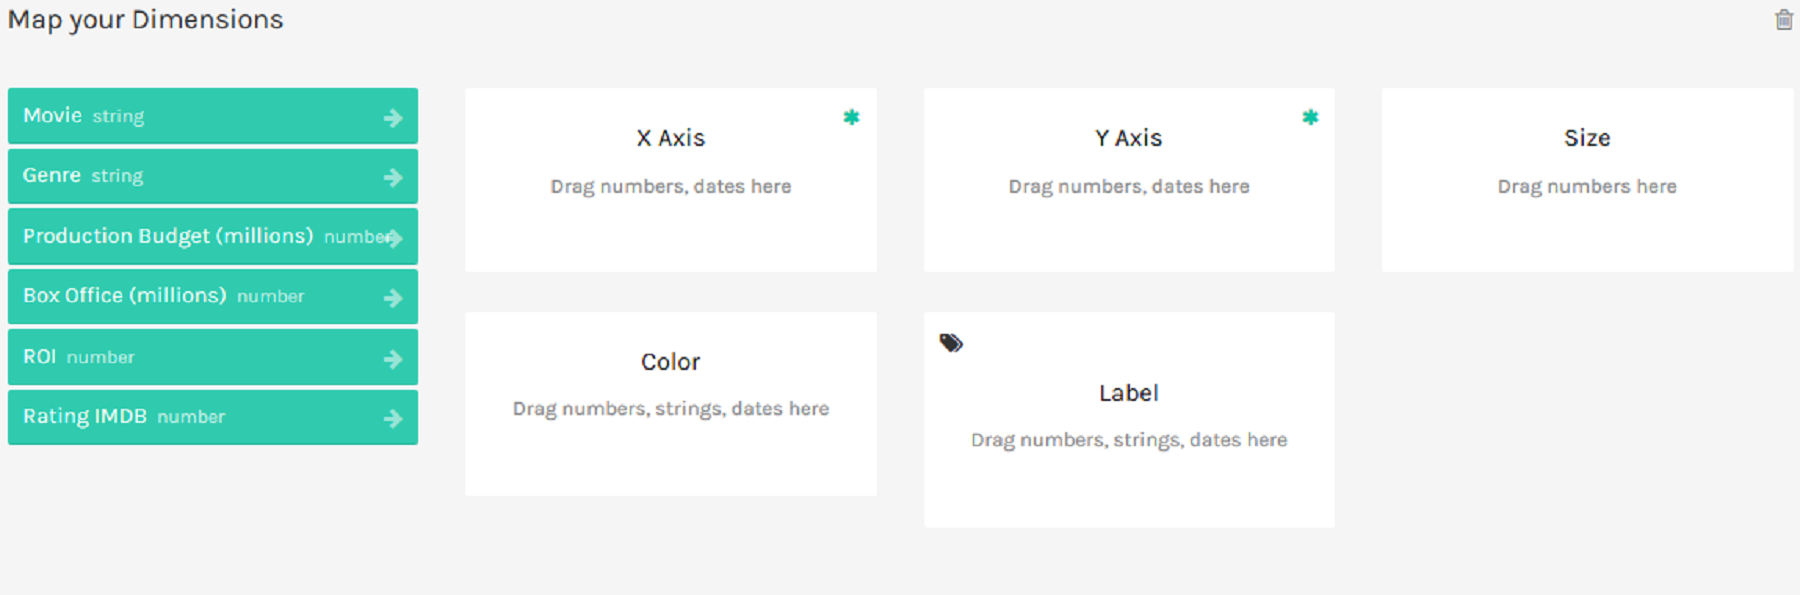 Map your Dimensions
Movie string
Genre string
Production Budget (millions) number
Box Office (millions) number
ROI number
Rating IMDB number
X Axis
Drag numbers, dates here
Y Axis
Drag numbers, dates here
Size
Drag numbers here
Color
Drag numbers, strings, dates here
Label
Drag numbers, strings, dates here